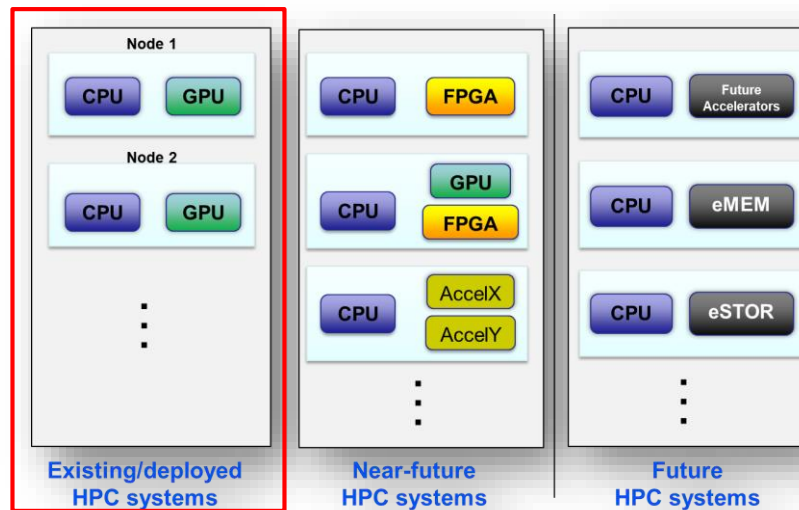 Node 1
CPU
GPU
Node 2
CPU
GPU
Existing/deployed
HPC systems
CPU
FPGA
CPU
GPU
FPGA
CPU
AccelX
AccelY
Near-future
HPC systems
CPU
Future
Accelerators
CPU
eMEM
CPU
eSTOR
Future
HPC systems